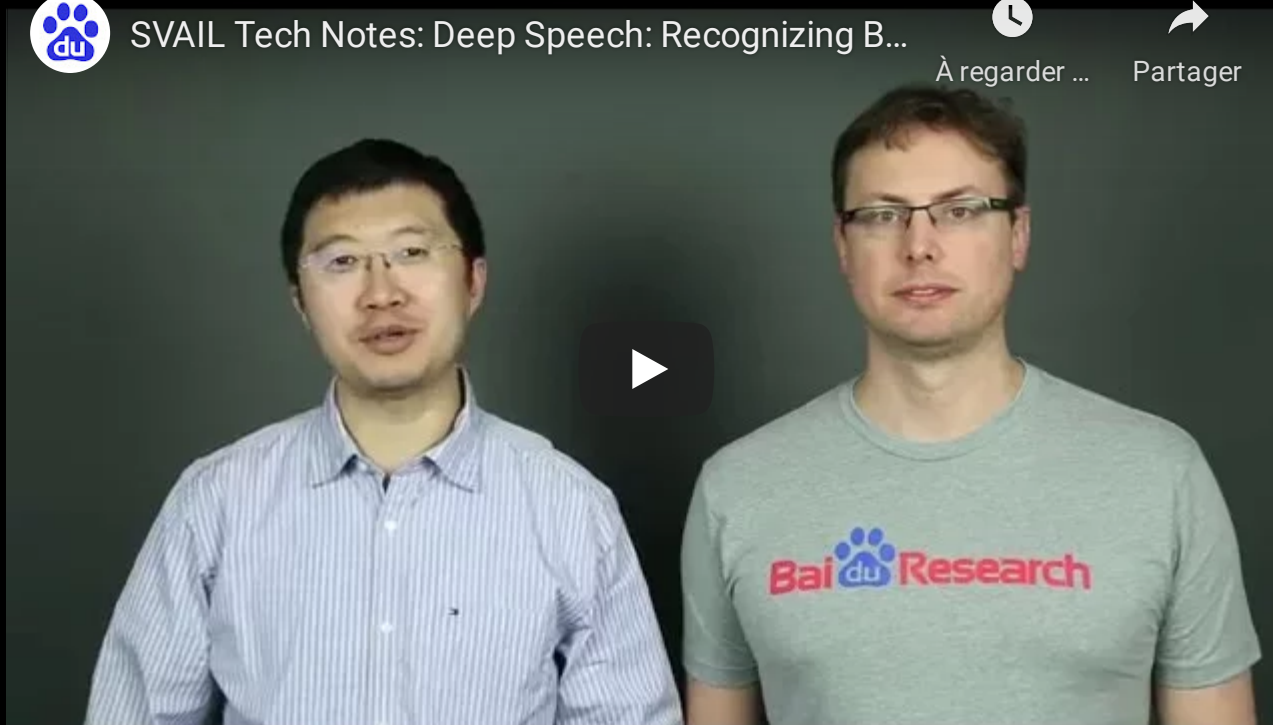 SVAIL Tech Notes: Deep Speech: Recognizing B...
À regarder ...
Partager
du
Bai du Research